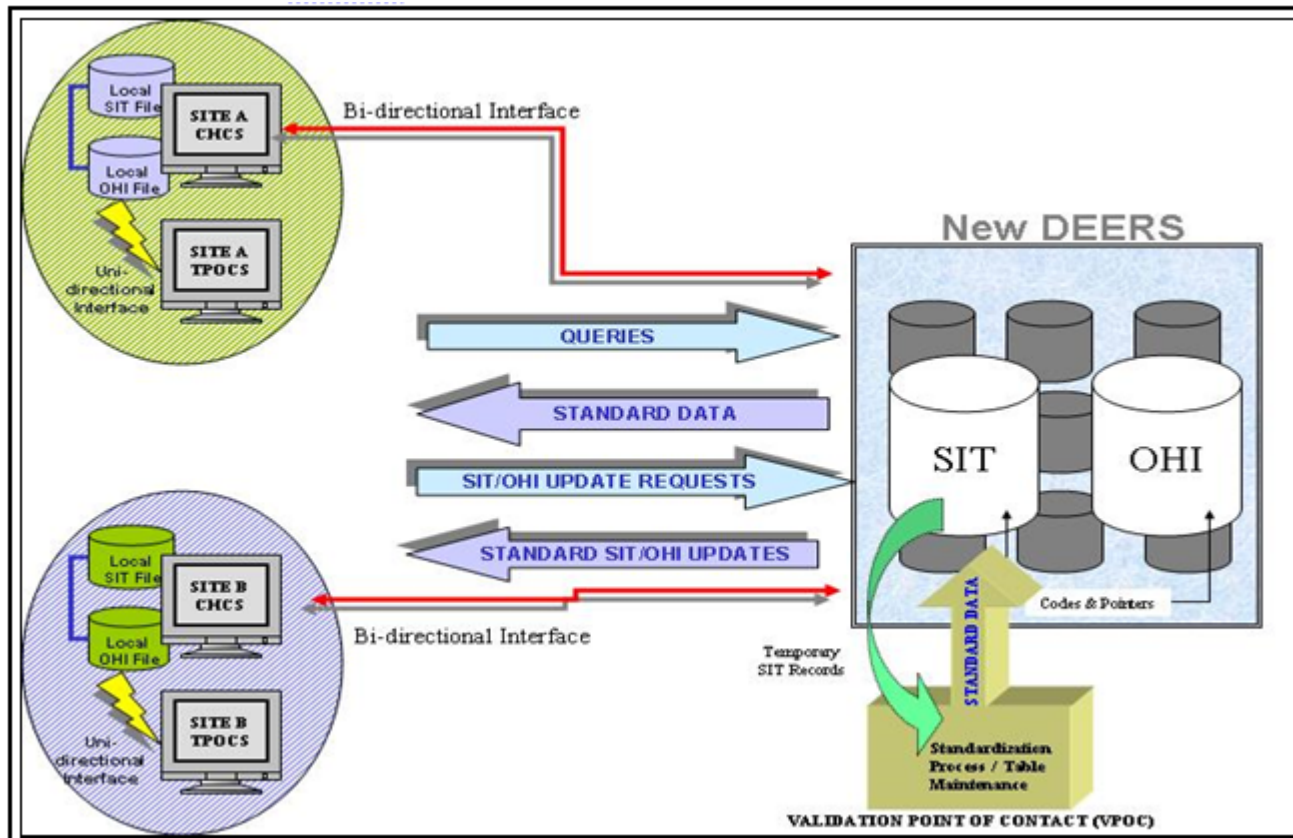 Local
SIT File
SITE A
CHCS
Local
OHI File
SITE A
TPOCS
Uni-
directional
Interface
Bi-directional Interface
New DEERS
QUERIES
STANDARD DATA
SIT/OHI UPDATE REQUESTS
STANDARD SIT/OHI UPDATES
SIT
OHI
Codes & Pointers
STANDARD DATA
Temporary
SIT Records
Standardization
Process / Table
Maintenance
VALIDATION POINT OF CONTACT (VPOC)
Local
SIT File
SITE B
CHCS
Local
OHI File
SITE B
TPOCS
Uni-
directional
Interface
Bi-directional Interface